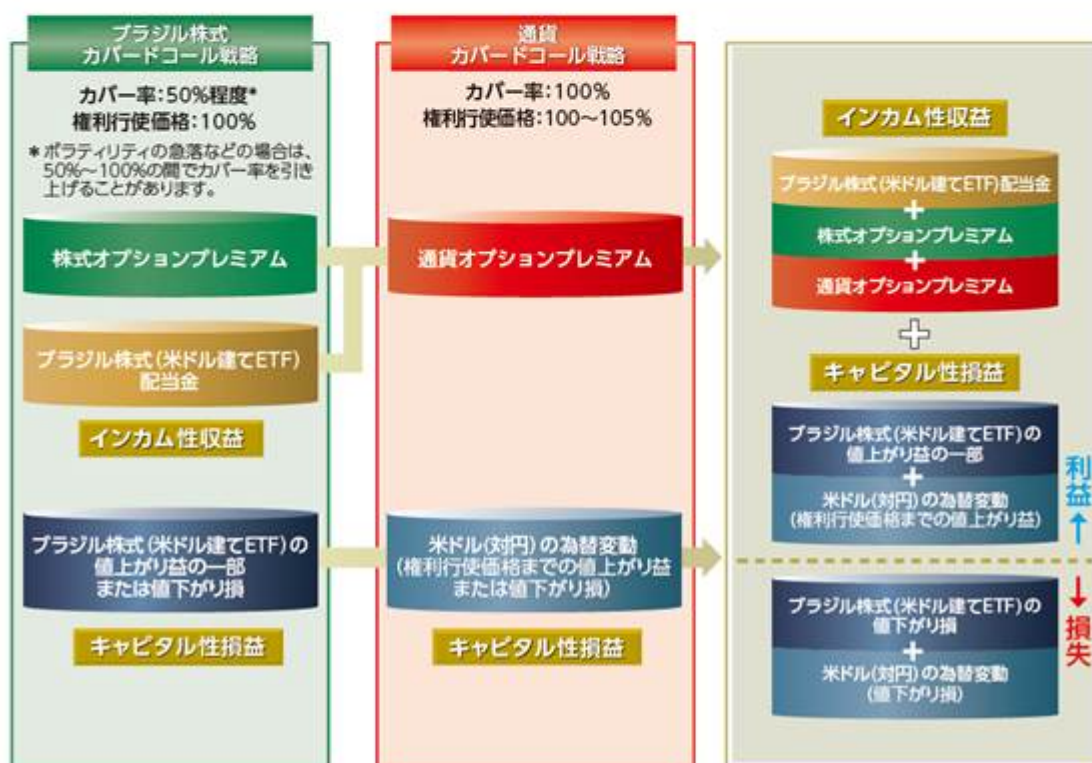 ブラジル株式
カバードコール戦略
カバー率:50%程度*
権利行使価格:100%
*ボラティリティの急落などの場合は、
50%~100%の間でカバー率を引き
上げることがあります。
株式オプションプレミアム
ブラジル株式(米ドル建てETF)
配当金
インカム性収益
ブラジル株式(米ドル建てETF)の
値上がり益の一部
または値下がり損
キャピタル性損益
通貨
カバードコール戦略
カバー率:100%
権利行使価格:100~105%
通貨オプションプレミアム
米ドル(対円)の為替変動
(権利行使価格までの値上がり益
または値下がり損)
キャピタル性損益
インカム性収益
ブラジル株式(米ドル建てETF)配当金
+
株式オプションプレミアム
+
通貨オプションプレミアム
+
キャピタル性損益
ブラジル株式(米ドル建てETF)の
値上がり益の一部
+
米ドル(対円)の為替変動
(権利行使価格までの値上がり益)
利益↑
↓損失
ブラジル株式(米ドル建てETF)の
値下がり損
+
米ドル(対円)の為替変動
(値下がり損)